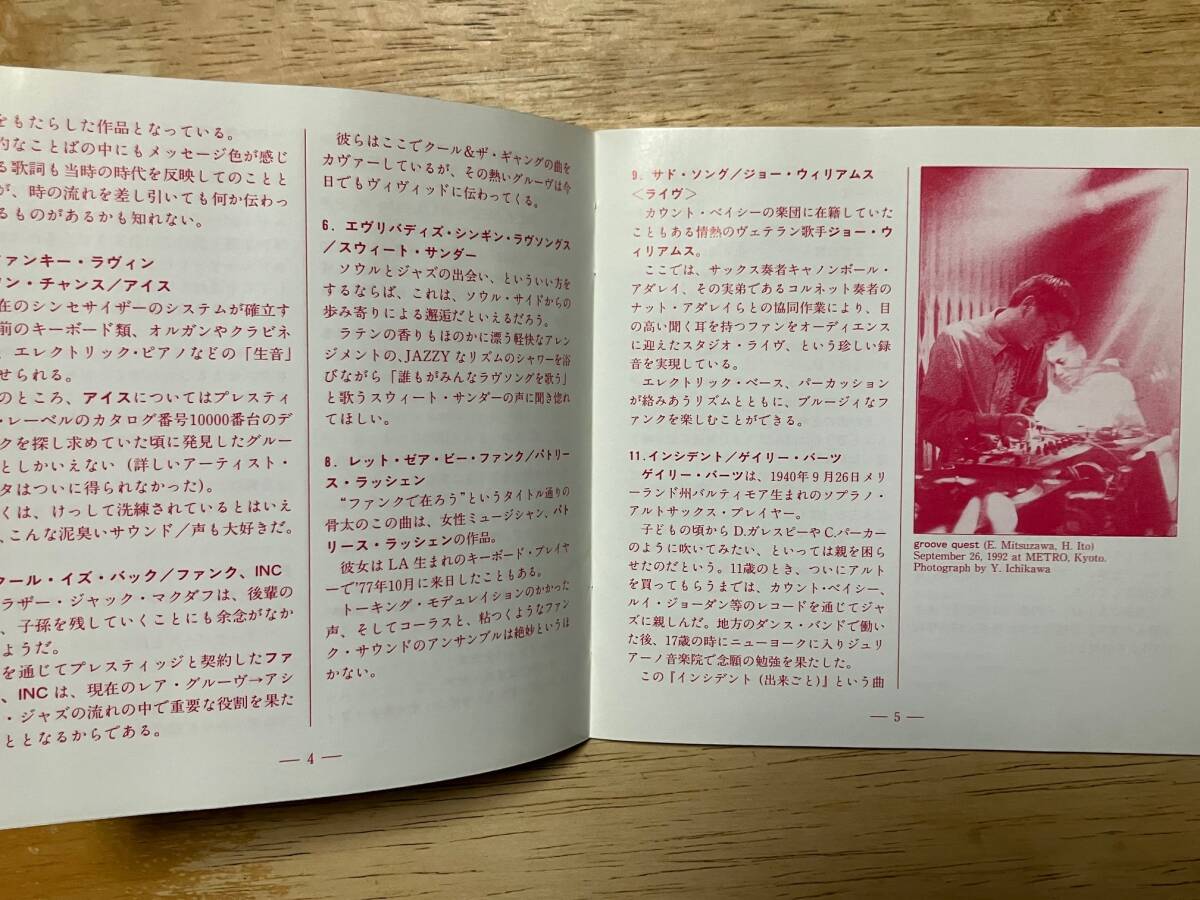 をもたらした作品となっている。
的なことばの中にもメッセージ色が感じ
る歌詞も当時の時代を反映してのことと
が、時の流れを差し引いても何か伝わっ
るものがあるかも知れない。
ァンキー・ラヴィン
ン・チャンス/アイス
在のシンセサイザーのシステムが確立す
前のキーボード類、オルガンやクラビネ
、エレクトリック・ピアノなどの「生音」
せられる。
のところ、アイスについてはプレスティ
・レーベルのカタログ番号10000番台のデ
クを探し求めていた頃に発見したグルー
としかいえない（詳しいアーティスト・
タはついに得られなかった）。
くは、けっして洗練されているとはいえ
、こんな泥臭いサウンド／声も大好きだ。
ール・イズ・バック/ファンク、INC
ラザー・ジャック・マクダフは、後輩の
、子孫を残していくことにも余念がなか
ようだ。
を通じてプレスティッジと契約したファ
、INCは、現在のレア・グルーヴ→アシ
・ジャズの流れの中で重要な役割を果た
こととなるからである。
彼らはここでクール&ザ・ギャングの曲を
カヴァーしているが、その熱いグルーヴは今
日でもヴィヴィッドに伝わってくる。
6. エヴリバディズ・シンギン・ラヴソングス
／スウィート・サンダー
ソウルとジャズの出会い、といういい方を
するならば、これは、ソウル・サイドからの
歩み寄りによる邂逅だといえるだろう。
ラテンの香りもほのかに漂う軽快なアレン
ジメントの、JAZZYなリズムのシャワーを浴
びながら「誰もがみんなラヴソングを歌う」
と歌うスウィート・サンダーの声に聞き惚れ
てほしい。
8. レット・ゼア・ビー・ファンク／パトリー
ス・ラッシェン
“ファンクで在ろう”というタイトル通りの
骨太のこの曲は、女性ミュージシャン、パト
リース・ラッシェンの作品。
彼女はLA生まれのキーボード・プレイヤ
ーで'77年10月に来日したこともある。
トーキング・モデュレイションのかかった
声、そしてコーラスと、粘つくようなファン
ク・サウンドのアンサンブルは絶妙というほ
かない。
— 4 —
9. サド・ソング／ジョー・ウィリアムス
＜ライヴ＞
カウント・ベイシーの楽団に在籍していた
こともある情熱のヴェテラン歌手ジョー・ウ
ィリアムス。
ここでは、サックス奏者キャノンボール・
アダレイ、その実弟であるコルネット奏者の
ナット・アダレイらとの協同作業により、目
の高い聞く耳を持つファンをオーディエンス
に迎えたスタジオ・ライヴ、という珍しい録
音を実現している。
エレクトリック・ベース、パーカッション
が絡みあうリズムとともに、ブルージィなフ
ァンクを楽しむことができる。
11. インシデント／ゲイリー・バーツ
ゲイリー・バーツは、1940年9月26日メリ
ーランド州バルティモア生まれのソプラノ・
アルトサックス・プレイヤー。
子どもの頃からD.ガレスピーやC.パーカー
のように吹いてみたい、といっては親を困ら
せたのだという。11歳のとき、ついにアルト
を買ってもらうまでは、カウント・ベイシー、
ルイ・ジョーダン等のレコードを通じてジャ
ズに親しんだ。地方のダンス・バンドで働い
た後、17歳の時にニューヨークに入りジュリ
アーノ音楽院で念願の勉強を果たした。
この『インシデント（出来ごと）』という曲
— 5 —
groove quest (E. Mitsuzawa, H. Ito)
September 26, 1992 at METRO, Kyoto.
Photograph by Y. Ichikawa